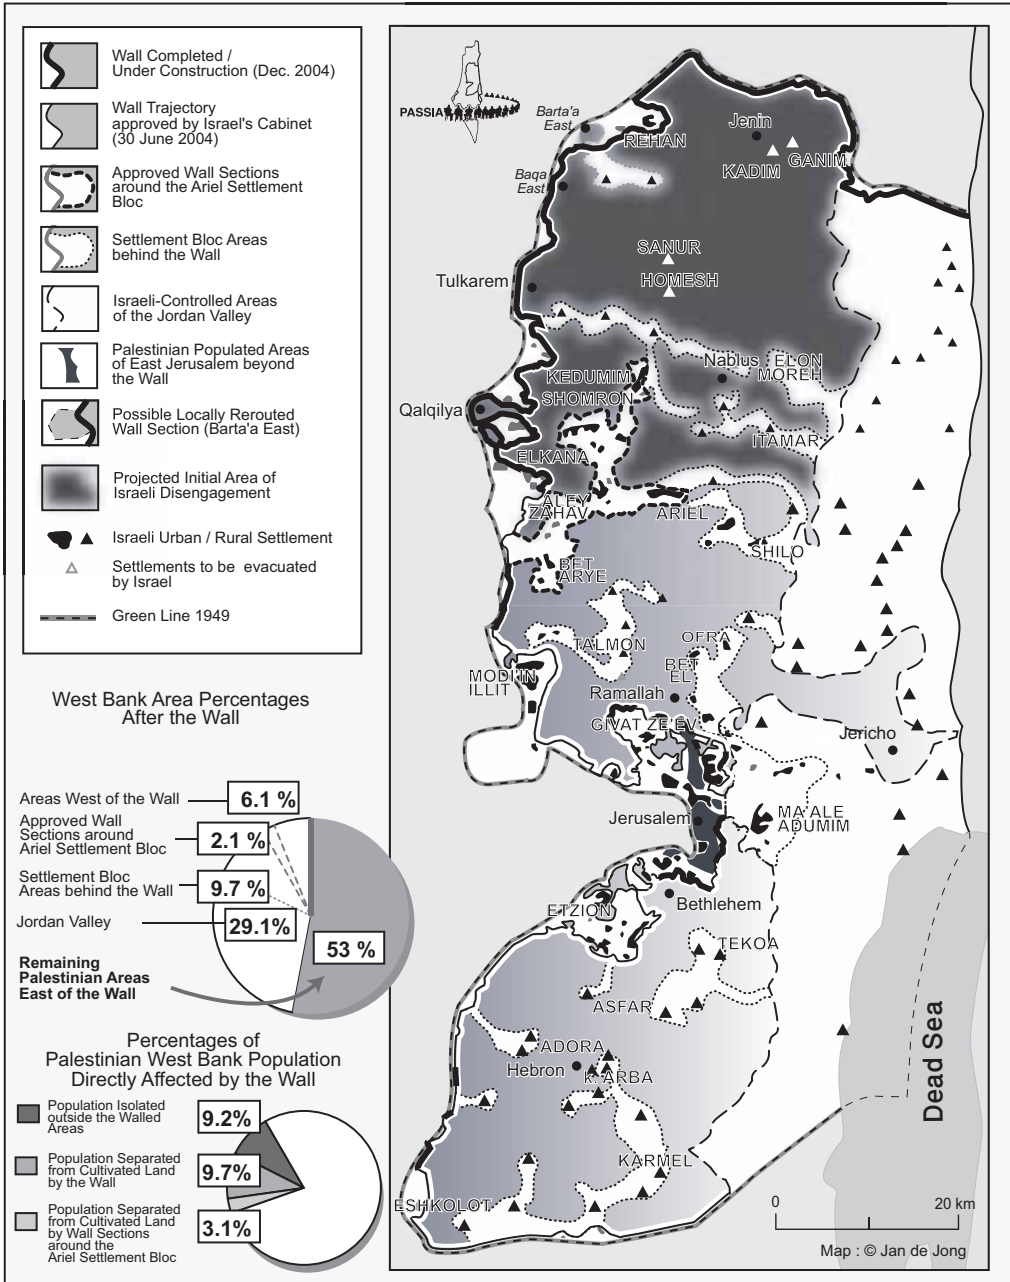 Wall Completed /
Under Construction (Dec. 2004)
Wall Trajectory
approved by Israel's Cabinet
(30 June 2004)
Approved Wall Sections
around the Ariel Settlement
Bloc
Settlement Bloc Areas
behind the Wall
Israeli-Controlled Areas
of the Jordan Valley
Palestinian Populated Areas
of East Jerusalem beyond
the Wall
Possible Locally Rerouted
Wall Section (Barta'a East)
Projected Initial Area of
Israeli Disengagement
Israeli Urban / Rural Settlement
Settlements to be evacuated
by Israel
Green Line 1949
West Bank Area Percentages
After the Wall
Areas West of the Wall
6.1 %
Approved Wall
Sections around
Ariel Settlement Bloc
2.1 %
Settlement Bloc
Areas behind the Wall
9.7 %
Jordan Valley
29.1%
53 %
Remaining
Palestinian Areas
East of the Wall
Percentages of
Palestinian West Bank Population
Directly Affected by the Wall
Population Isolated
outside the Walled
Areas
9.2%
Population Separated
from Cultivated Land
by the Wall
9.7%
Population Separated
from Cultivated Land
by Wall Sections
around the
Ariel Settlement Bloc
3.1%
PASSIA
Barta'a
East
REHAN
Jenin
KADIM
GANIM
Baqa
East
SANUR
HOMESH
Tulkarem
Nablus
ELON
MOREH
KEDUMIM
SHOMRON
Qalqilya
ITAMAR
ELKANA
ALEY
ZAHAV
ARIEL
SHILO
BET
ARYE
TALMON
OFRA
BET
EL
MODI'IN
ILLIT
Ramallah
GIVAT ZE'EV
Jericho
Jerusalem
MA'ALE
ADUMIM
Bethlehem
ETZION
TEKOA
ASFAR
ADORA
Hebron
K. ARBA
KARMEL
ESHKOLOT
Dead Sea
0
20 km
Map : © Jan de Jong